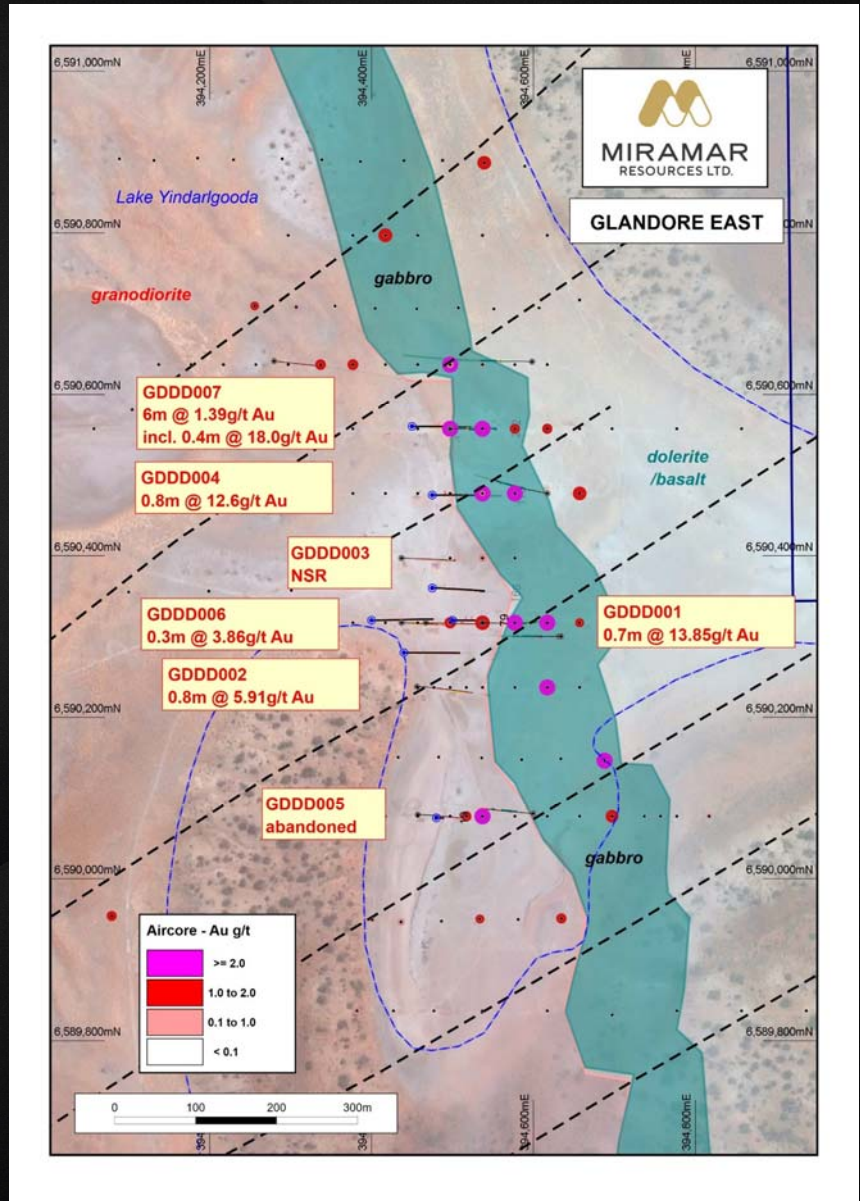 6,591,000mN
394,200mE
394,400mE
394,600mE
mE
6,591,000mN
MIRAMAR
RESOURCES LTD.
GLANDORE EAST
Lake Yindarlgooda
6,590,800mN
00mN
gabbro
granodiorite
6,590,600mN
6,590,600mN
GDDD007
6m @ 1.39g/t Au
incl. 0.4m @ 18.0g/t Au
dolerite
/basalt
GDDD004
0.8m @ 12.6g/t Au
6,590,400mN
6,590,400mN
GDDD003
NSR
GDDD006
0.3m @ 3.86g/t Au
GDDD001
0.7m @ 13.85g/t Au
GDDD002
0.8m @ 5.91g/t Au
6,590,200mN
6,590,200mN
GDDD005
abandoned
gabbro
6,590,000mN
6,590,000mN
Aircore - Au g/t
>= 2.0
1.0 to 2.0
0.1 to 1.0
< 0.1
6,589,800mN
6,589,800mN
0 100 200 300m
394,600mE
394,800mE